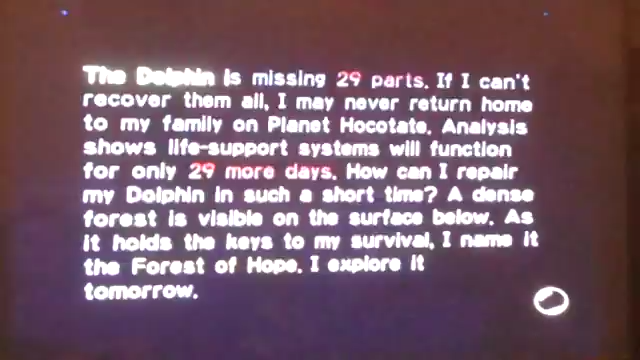 The Dolphin is missing 29 parts. If I can't
recover them all, I may never return home
to my family on Planet Hocotate. Analysis
shows life-support systems will function
for only 29 more days. How can I repair
my Dolphin in such a short time? A dense
forest is visible on the surface below. As
it holds the keys to my survival, I name it
the Forest of Hope. I explore it
tomorrow.